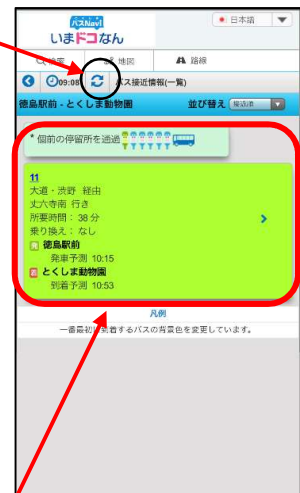 バスNavi
いまドコなん
日本語
地図
路線
09:08
バス接近情報(一覧)
徳島駅前 - とくしま動物園
並び替え 接近順
* 個前の停留所を通過
11
大道・渋野 経由
丈六寺南 行き
所要時間：38 分
乗り換え：なし
徳島駅前
発車予測 10:15
とくしま動物園
到着予測 10:53
凡例
一番最初に到着するバスの背景色を変更しています。